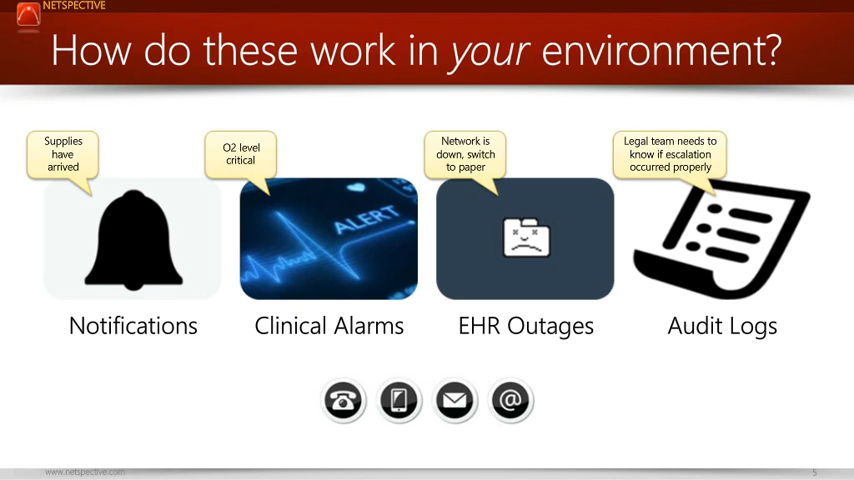 NETSPECTIVE
How do these work in your environment?
Supplies
have
arrived
O2 level
critical
Network is
down, switch
to paper
Legal team needs to
know if escalation
occurred properly
ALERT
Notifications
Clinical Alarms
EHR Outages
Audit Logs
@
www.netspective.com
5